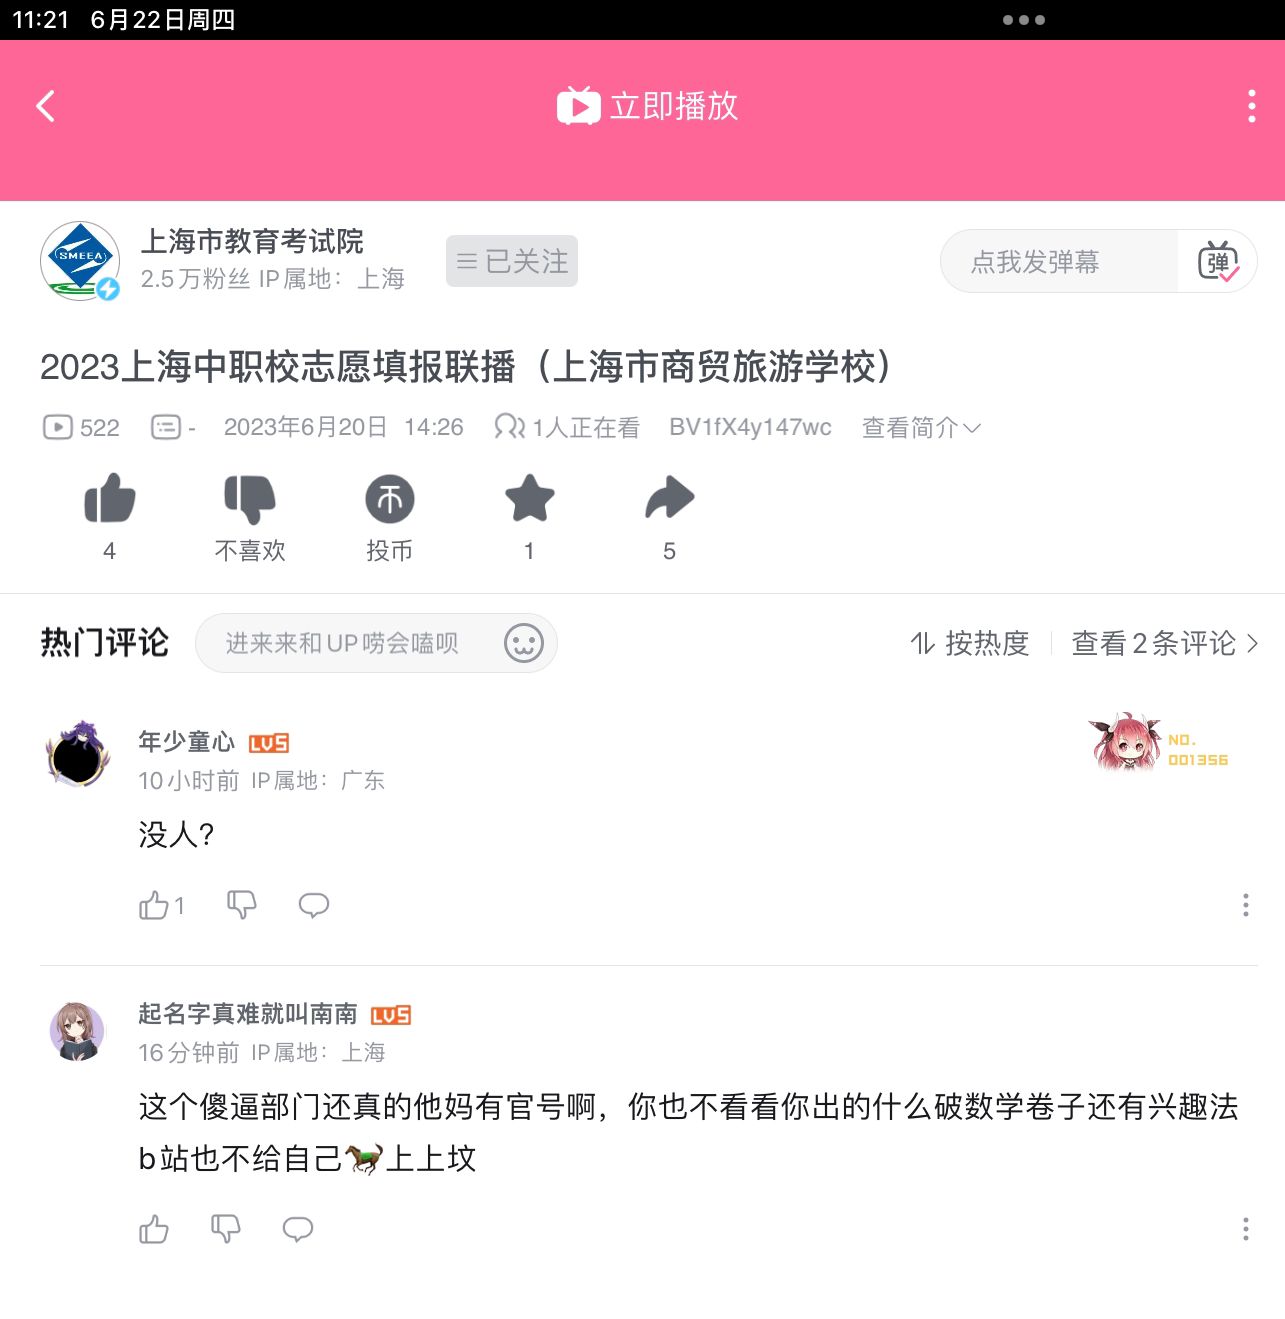 11:21 6月22日周四
立即播放
SMEEA
上海市教育考试院
2.5万粉丝 IP属地：上海
已关注
点我发弹幕
弹
2023上海中职校志愿填报联播（上海市商贸旅游学校）
522 - 2023年6月20日 14:26 1人正在看 BV1fX4y147wc 查看简介
4 不喜欢 投币 1 5
热门评论 进来来和UP唠会嗑呗 按热度 查看2条评论
年少童心 LV5
10小时前 IP属地：广东
NO.
001356
没人?
1
起名字真难就叫南南 LV5
16分钟前 IP属地：上海
这个傻逼部门还真的他妈有官号啊，你也不看看你出的什么破数学卷子还有兴趣法
b站也不给自己🐎上上坟